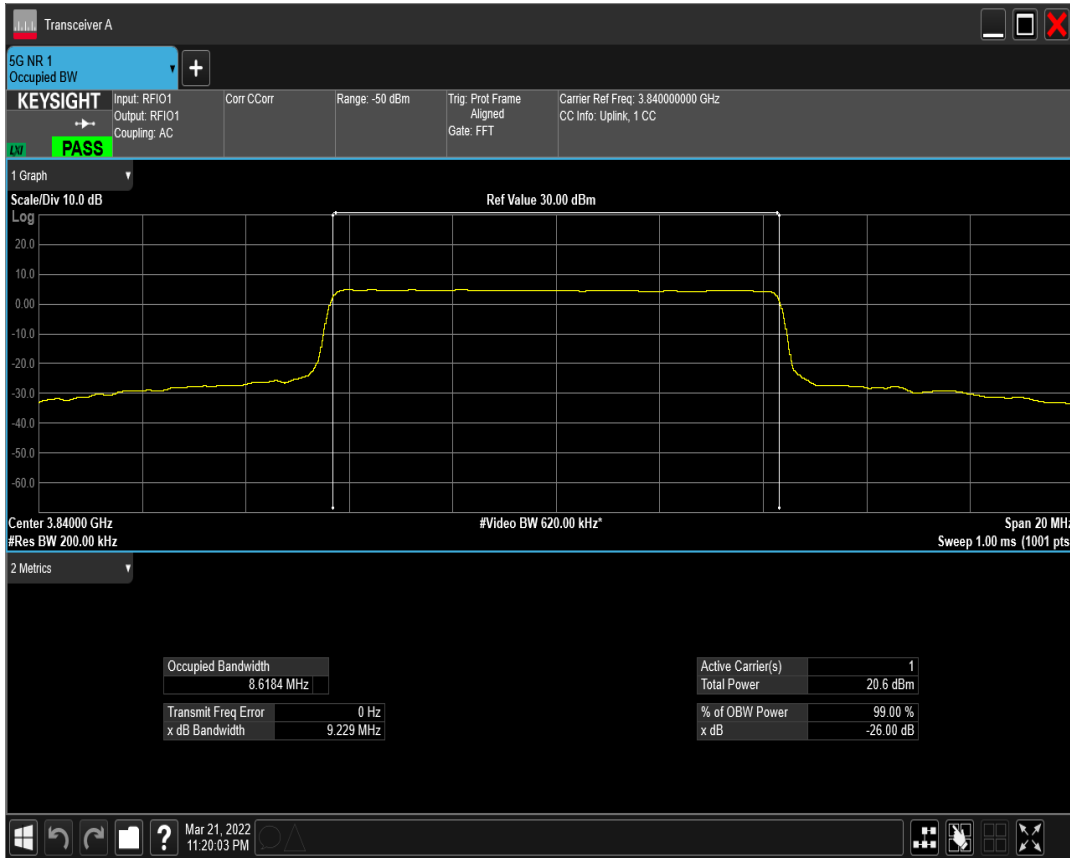 Transceiver A
5G NR 1
Occupied BW
KEYSIGHT
LXI
PASS
Input: RFIO1
Output: RFIO1
Coupling: AC
Corr CCorr
Range: -50 dBm
Trig: Prot Frame
Aligned
Gate: FFT
Carrier Ref Freq: 3.840000000 GHz
CC Info: Uplink, 1 CC
1 Graph
Scale/Div 10.0 dB
Ref Value 30.00 dBm
Log
20.0
10.0
0.00
-10.0
-20.0
-30.0
-40.0
-50.0
-60.0
Center 3.84000 GHz
#Video BW 620.00 kHz*
Span 20 MHz
#Res BW 200.00 kHz
Sweep 1.00 ms (1001 pts
2 Metrics
Occupied Bandwidth
8.6184 MHz
Transmit Freq Error 0 Hz
x dB Bandwidth 9.229 MHz
Active Carrier(s) 1
Total Power 20.6 dBm
% of OBW Power 99.00 %
x dB -26.00 dB
?
Mar 21, 2022
11:20:03 PM